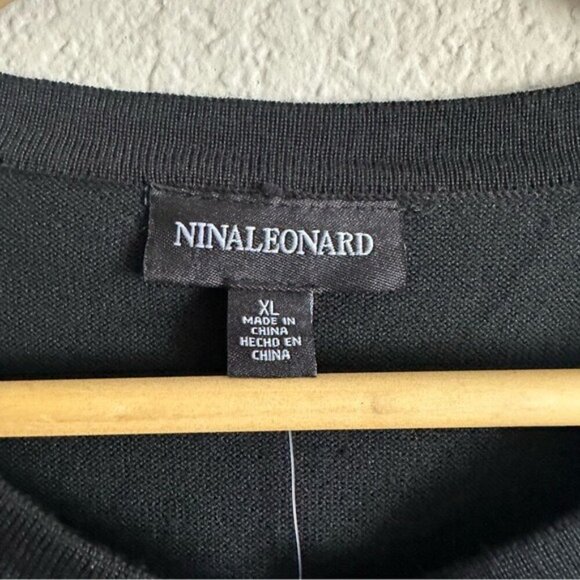 NINALEONARD
XL
MADE IN
CHINA
HECHO EN
CHINA